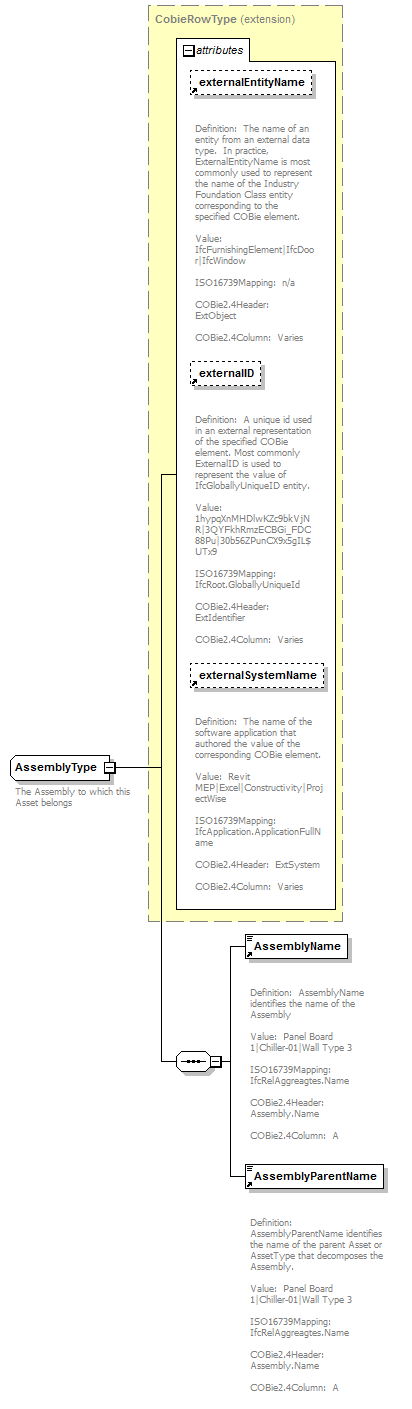 CobieRowType (extension)
attributes
externalEntityName
Definition:  The name of an
entity from an external data
type.  In practice,
ExternalEntityName is most
commonly used to represent
the name of the Industry
Foundation Class entity
corresponding to the
specified COBie element.
Value:
IfcFurnishingElement|IfcDoo
r|IfcWindow
ISO16739Mapping:  n/a
COBie2.4Header:
ExtObject
COBie2.4Column:  Varies
externalID
Definition:  A unique id used
in an external representation
of the specified COBie
element. Most commonly
ExternalID is used to
represent the value of
IfcGloballyUniqueID entity.
Value:
1hypqXnMHDlwKZc9bkVjN
R|3QYFkhRmzECBGi_FDC
88Pu|30b56ZPunCX9xSgIL$
UTx9
ISO16739Mapping:
IfcRoot.GloballyUniqueId
COBie2.4Header:
ExtIdentifier
COBie2.4Column:  Varies
externalSystemName
Definition:  The name of the
software application that
authored the value of the
corresponding COBie element.
Value:  Revit
MEP|Excel|Constructivity|Proj
ectWise
ISO16739Mapping:
IfcApplication.ApplicationFullN
ame
COBie2.4Header:  ExtSystem
COBie2.4Column:  Varies
AssemblyType
The Assembly to which this
Asset belongs
AssemblyName
Definition:  AssemblyName
identifies the name of the
Assembly
Value:  Panel Board
1|Chiller-01|Wall Type 3
ISO16739Mapping:
IfcRelAggreagtes.Name
COBie2.4Header:
Assembly.Name
COBie2.4Column:  A
AssemblyParentName
Definition:
AssemblyParentName identifies
the name of the parent Asset or
AssetType that decomposes the
Assembly.
Value:  Panel Board
1|Chiller-01|Wall Type 3
ISO16739Mapping:
IfcRelAggreagtes.Name
COBie2.4Header:
Assembly.Name
COBie2.4Column:  A